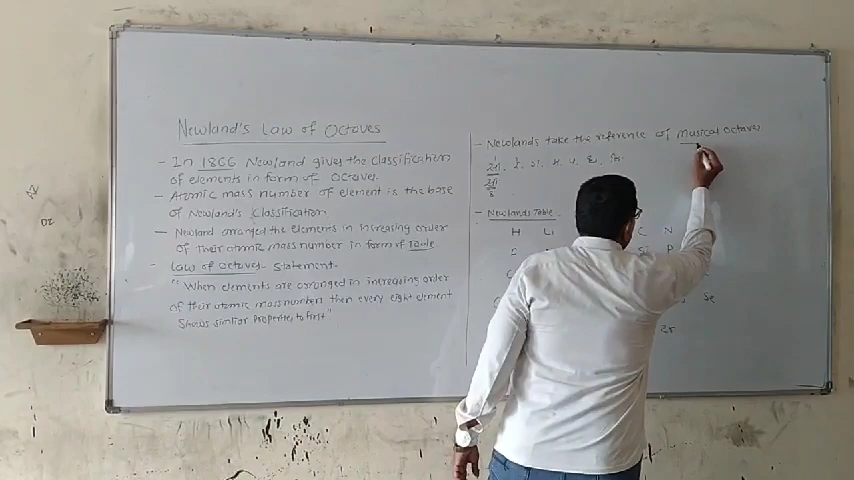 Newland's Law of Octaves
- In 1866 Newland gives the classification
of elements in form of octaves.
- Atomic mass number of element is the base
of Newland's classification.
- Newland arranged the elements in increasing order
of their atomic mass number in form of table
- Law of octaves - Statement.
"When elements are arranged in increasing order
of their atomic mass number then every eight element
Shows similar Properties to first"
- Newlands take the reference of Musical Octaves
- Newlands Table
H Li C N
Si P
Se